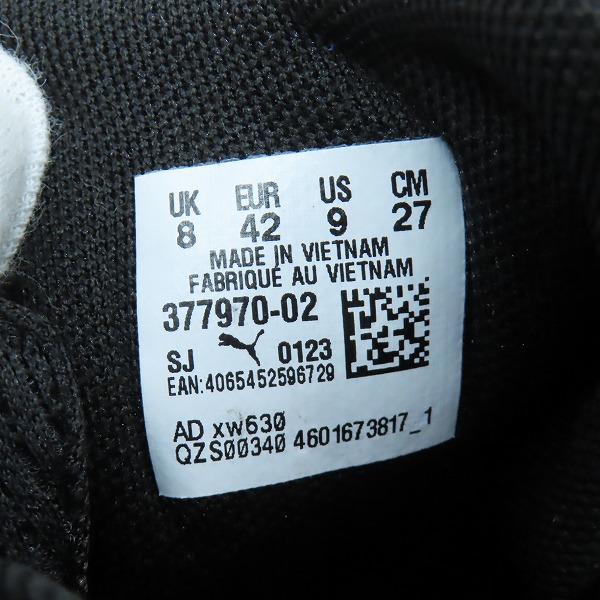 UK EUR US CM
8 42 9 27
MADE IN VIETNAM
FABRIQUÉ AU VIETNAM
377970-02
SJ 0123
EAN:4065452596729
AD xw630
QZS00340 4601673817_1